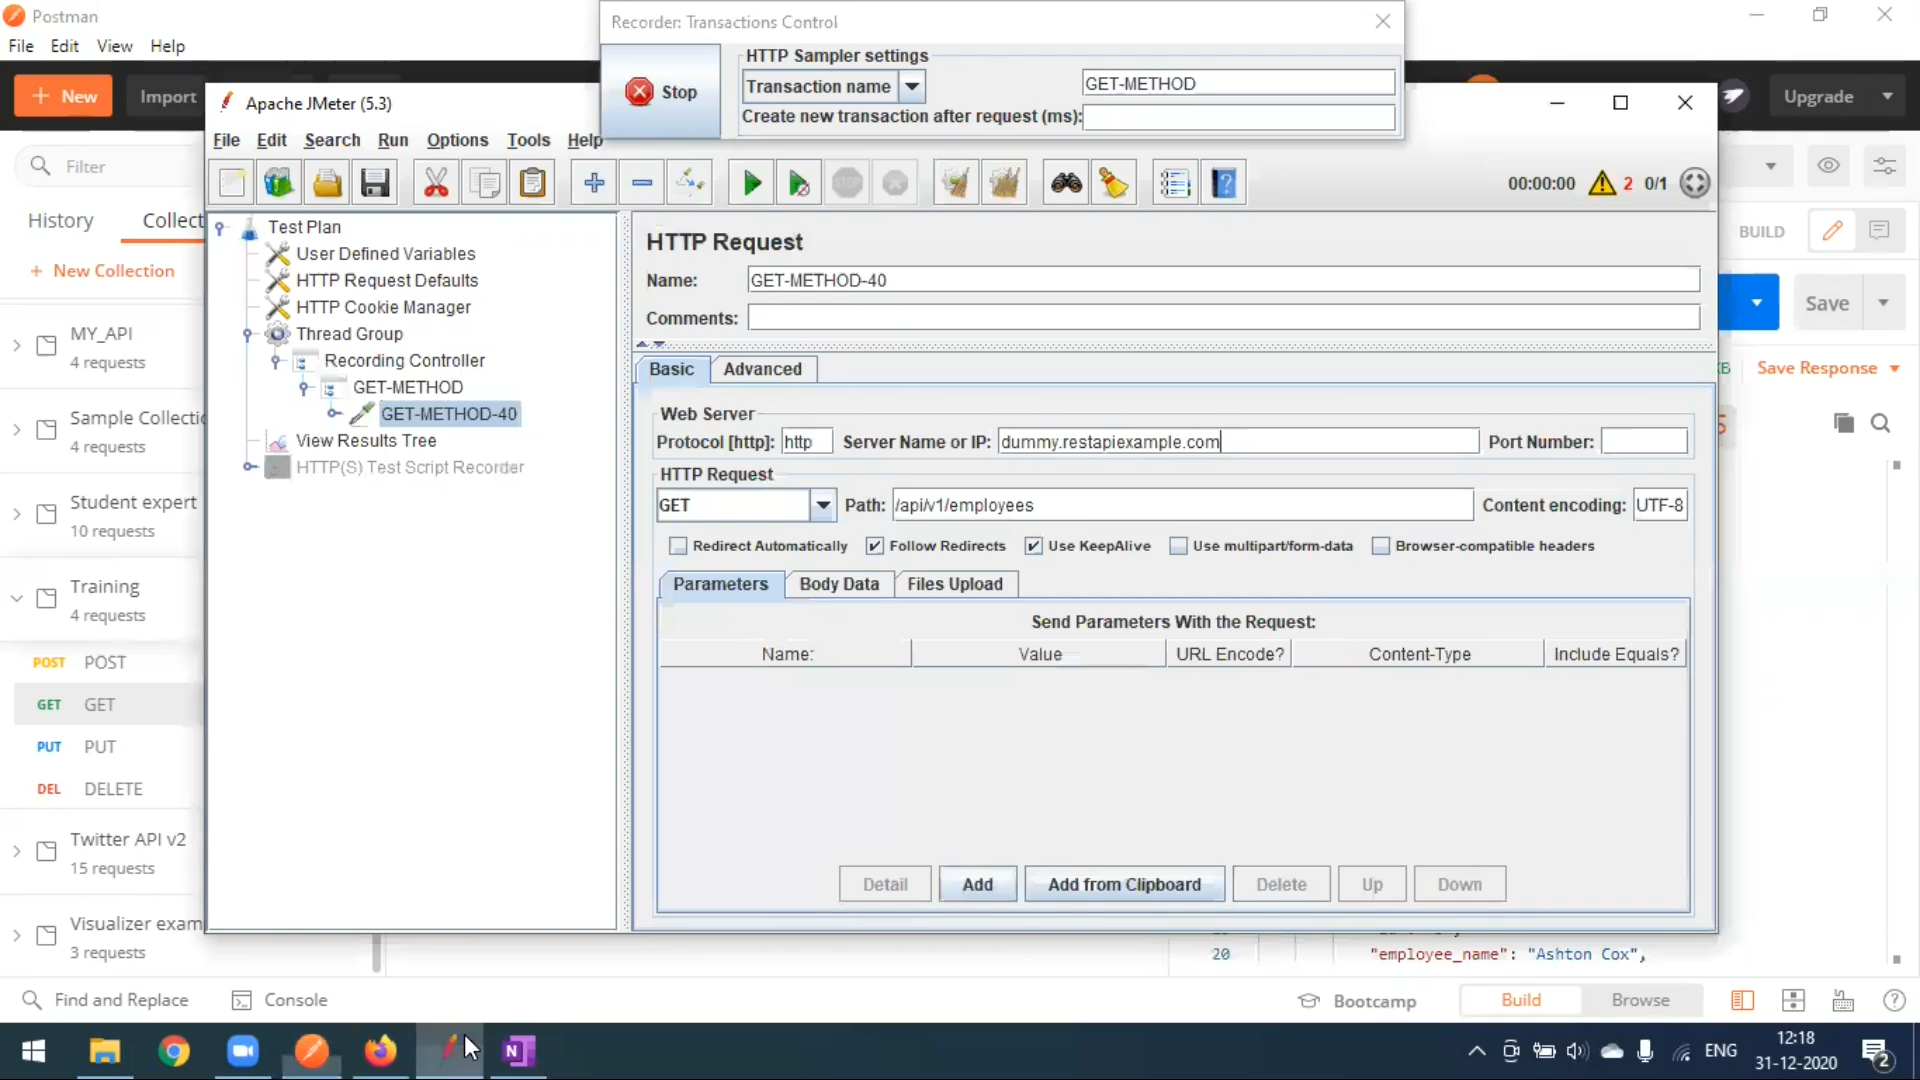 Postman
File Edit View Help
New
Import
Upgrade
Filter
History
Collect
New Collection
MY_API
4 requests
Sample Collectio
4 requests
Student expert
10 requests
Training
4 requests
POST POST
GET GET
PUT PUT
DEL DELETE
Twitter API v2
15 requests
Visualizer exam
3 requests
Recorder: Transactions Control
Stop
HTTP Sampler settings
Transaction name
GET-METHOD
Create new transaction after request (ms):
Apache JMeter (5.3)
File Edit Search Run Options Tools Help
STOP
00:00:00 2 0/1
Test Plan
User Defined Variables
HTTP Request Defaults
HTTP Cookie Manager
Thread Group
Recording Controller
GET-METHOD
GET-METHOD-40
View Results Tree
HTTP(S) Test Script Recorder
HTTP Request
Name: GET-METHOD-40
Comments:
Basic Advanced
Web Server
Protocol [http]: http Server Name or IP: dummy.restapiexample.com Port Number:
HTTP Request
GET Path: /api/v1/employees Content encoding: UTF-8
Redirect Automatically Follow Redirects Use KeepAlive Use multipart/form-data Browser-compatible headers
Parameters Body Data Files Upload
Send Parameters With the Request:
Name: Value URL Encode? Content-Type Include Equals?
Detail Add Add from Clipboard Delete Up Down
BUILD
Save
Save Response
20 "employee_name": "Ashton Cox",
Find and Replace Console
Bootcamp Build Browse
N
ENG
12:18
31-12-2020
2